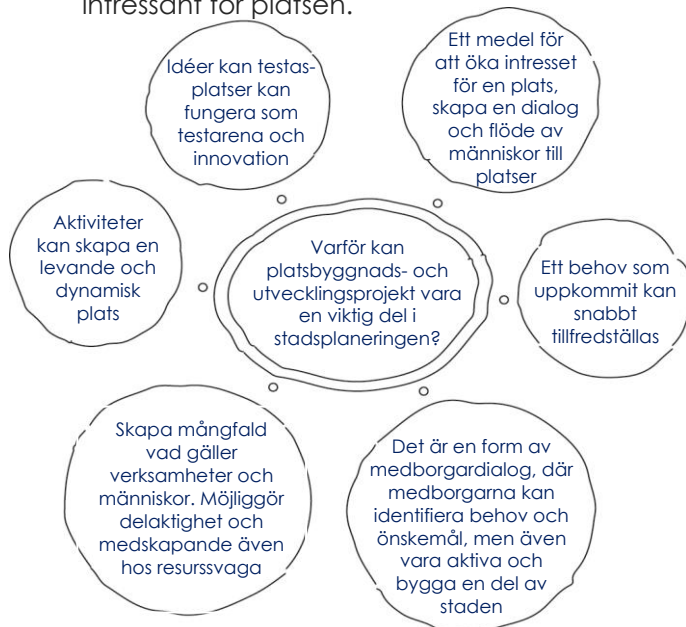 intressant för platsen.
Idéer kan testas-
platser kan
fungera som
testarena och
innovation
Ett medel för
att öka intresset
för en plats,
skapa en dialog
och flöde av
människor till
platser
Aktiviteter
kan skapa en
levande och
dynamisk
plats
Varför kan
platsbyggnads- och
utvecklingsprojekt vara
en viktig del i
stadsplaneringen?
Ett behov som
uppkommit kan
snabbt
tillfredställas
Skapa mångfald
vad gäller
verksamheter och
människor. Möjliggör
delaktighet och
medskapande även
hos resurssvaga
Det är en form av
medborgardialog, där
medborgarna kan
identifiera behov och
önskemål, men även
vara aktiva och
bygga en del av
staden